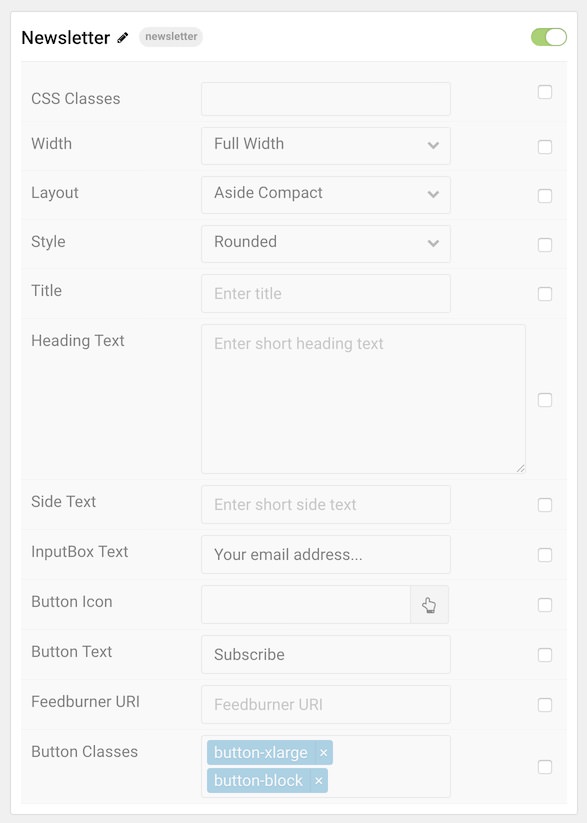 Newsletter newsletter
CSS Classes
Width Full Width
Layout Aside Compact
Style Rounded
Title Enter title
Heading Text Enter short heading text
Side Text Enter short side text
InputBox Text Your email address...
Button Icon
Button Text Subscribe
Feedburner URI Feedburner URI
Button Classes button-xlarge ×
button-block ×